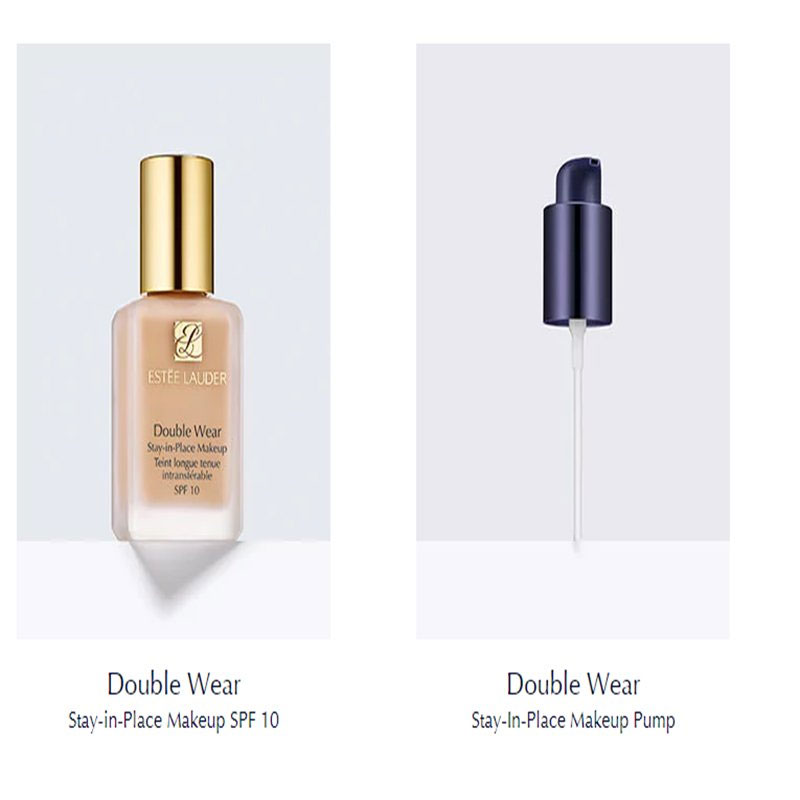 ESTĒE LAUDER
Double Wear
Stay-in-Place Makeup
Teint longue tenue
intransférable
SPF 10
Double Wear
Stay-in-Place Makeup SPF 10
Double Wear
Stay-In-Place Makeup Pump